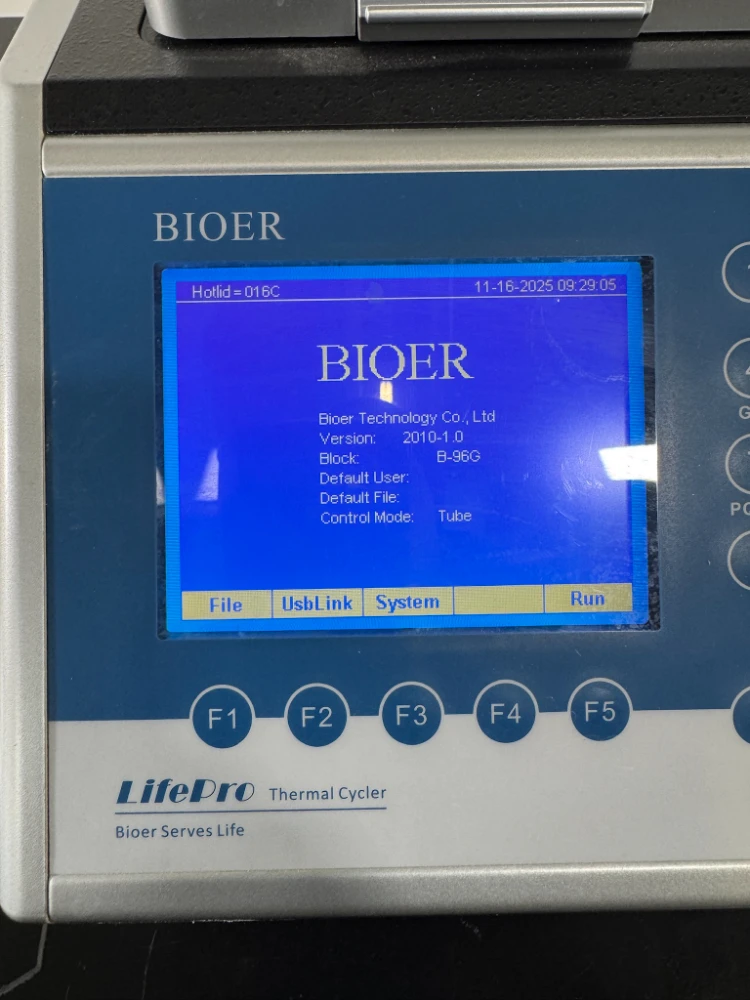 BIOER
Hotlid = 016C 11-16-2025 09:29:05
BIOER
Bioer Technology Co., Ltd
Version: 2010-1.0
Block: B-96G
Default User:
Default File:
Control Mode: Tube
File UsbLink System Run
F1 F2 F3 F4 F5
LifePro Thermal Cycler
Bioer Serves Life